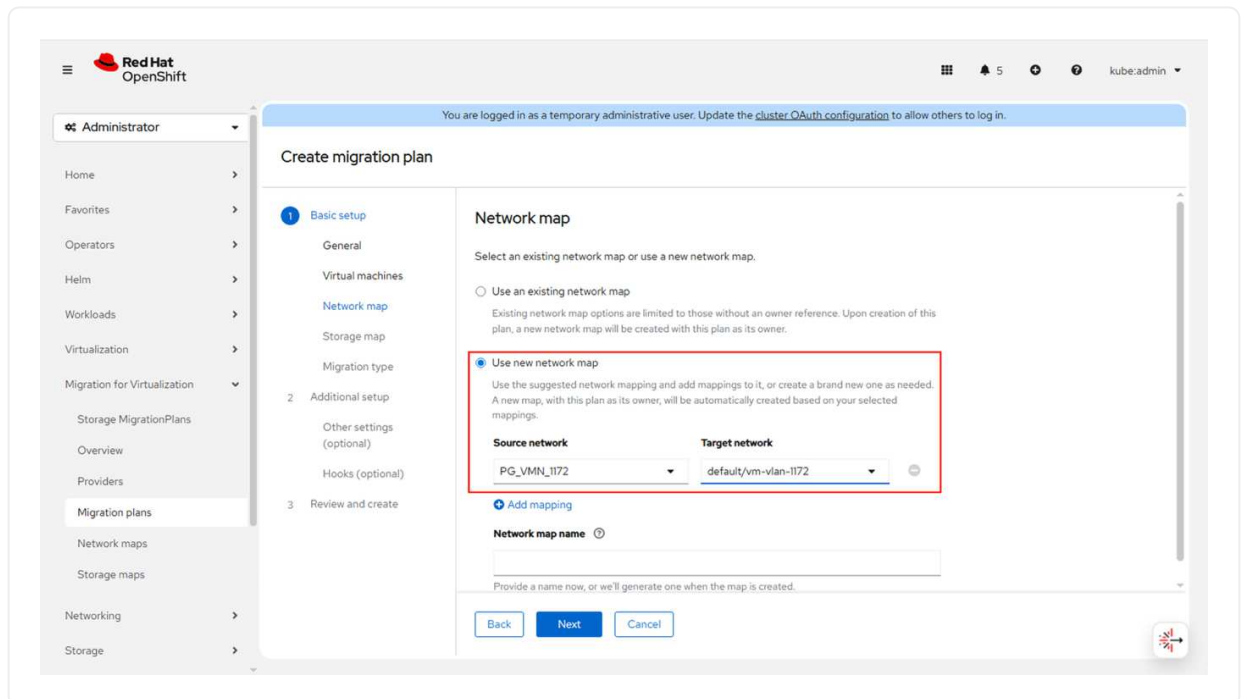 Red Hat
OpenShift
5
kube:admin
Administrator
You are logged in as a temporary administrative user. Update the cluster OAuth configuration to allow others to log in.
Home
Favorites
Operators
Helm
Workloads
Virtualization
Migration for Virtualization
Storage MigrationPlans
Overview
Providers
Migration plans
Network maps
Storage maps
Networking
Storage
Create migration plan
1 Basic setup
General
Virtual machines
Network map
Storage map
Migration type
2 Additional setup
Other settings
(optional)
Hooks (optional)
3 Review and create
Network map
Select an existing network map or use a new network map.
Use an existing network map
Existing network map options are limited to those without an owner reference. Upon creation of this
plan, a new network map will be created with this plan as its owner.
Use new network map
Use the suggested network mapping and add mappings to it, or create a brand new one as needed.
A new map, with this plan as its owner, will be automatically created based on your selected
mappings.
Source network Target network
PG_VMN_1172 default/vm-vlan-1172
Add mapping
Network map name
Provide a name now, or we'll generate one when the map is created.
Back Next Cancel